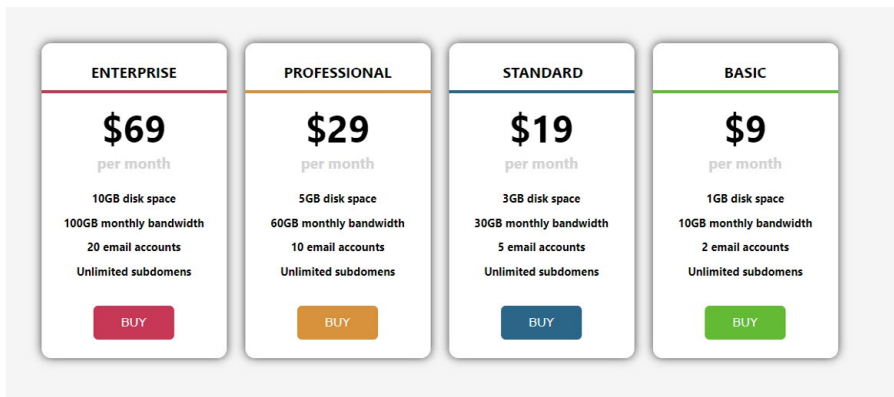 ENTERPRISE
$69
per month
10GB disk space
100GB monthly bandwidth
20 email accounts
Unlimited subdomens
BUY
PROFESSIONAL
$29
per month
5GB disk space
60GB monthly bandwidth
10 email accounts
Unlimited subdomens
BUY
STANDARD
$19
per month
3GB disk space
30GB monthly bandwidth
5 email accounts
Unlimited subdomens
BUY
BASIC
$9
per month
1GB disk space
10GB monthly bandwidth
2 email accounts
Unlimited subdomens
BUY